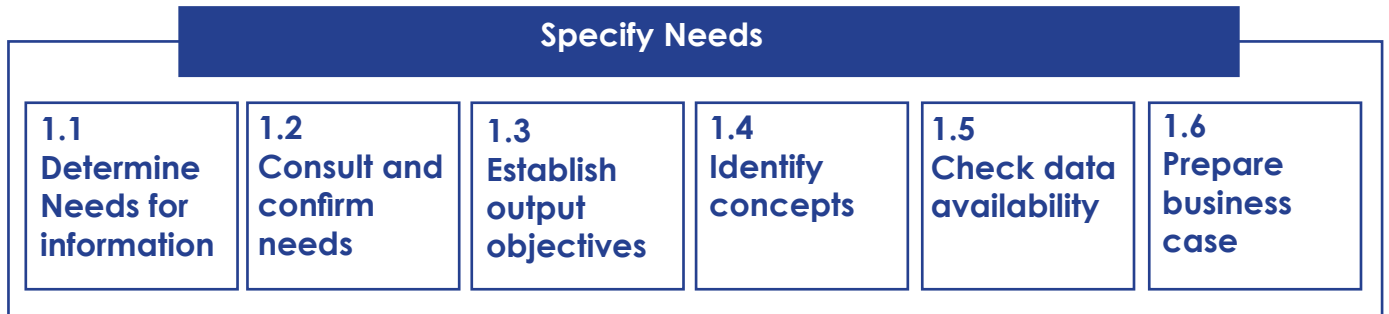 Specify Needs
1.1
Determine
Needs for
information
1.2
Consult and
confirm
needs
1.3
Establish
output
objectives
1.4
Identify
concepts
1.5
Check data
availability
1.6
Prepare
business
case